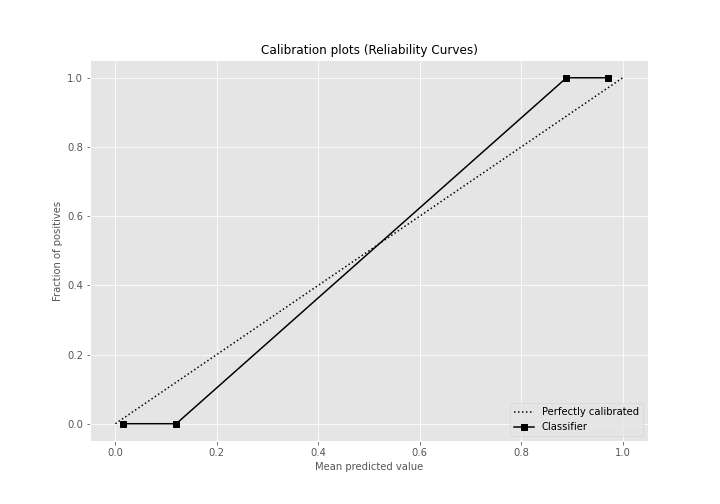 Calibration plots (Reliability Curves)
Fraction of positives
1.0
0.8
0.6
0.4
0.2
0.0
0.0 0.2 0.4 0.6 0.8 1.0
Mean predicted value
Perfectly calibrated
Classifier